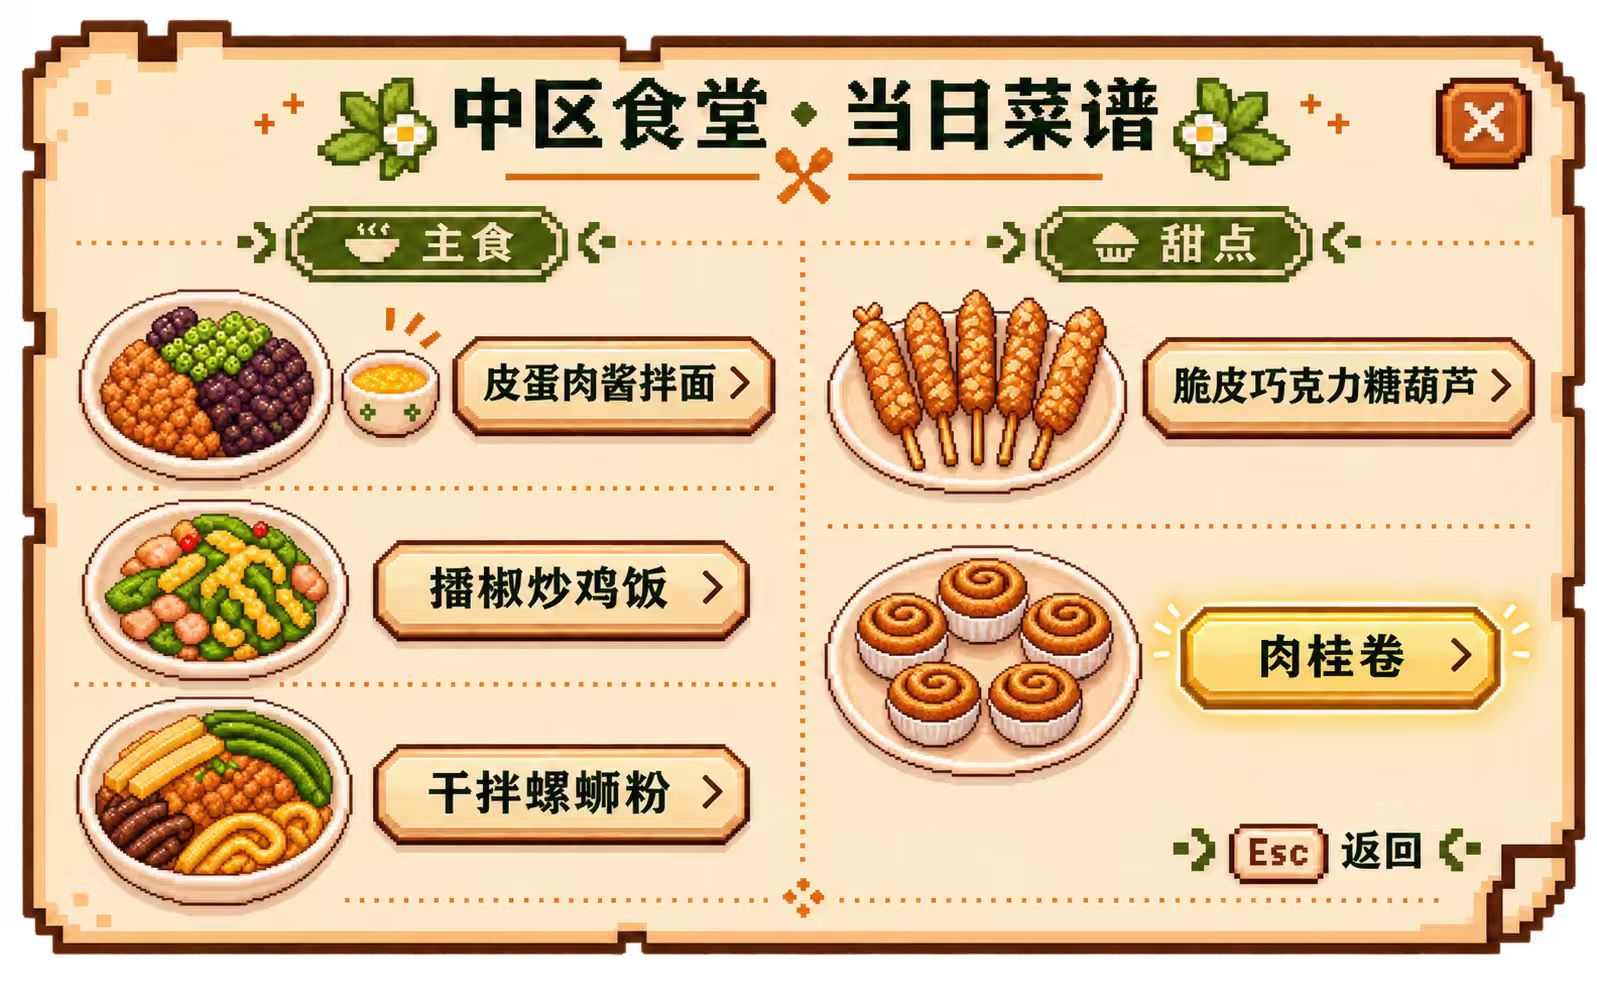 中区食堂·当日菜谱
主食
皮蛋肉酱拌面
播椒炒鸡饭
干拌螺蛳粉
甜点
脆皮巧克力糖葫芦
肉桂卷
Esc 返回